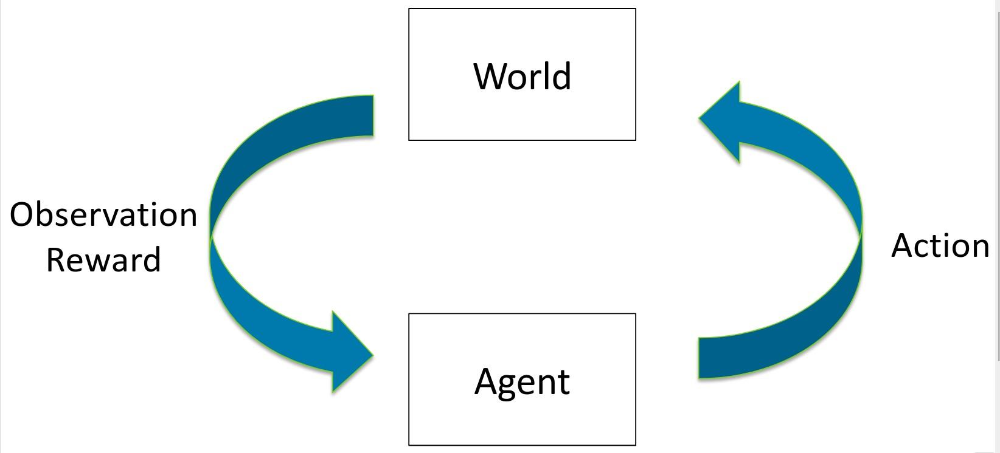 World
Observation
Reward
Action
Agent